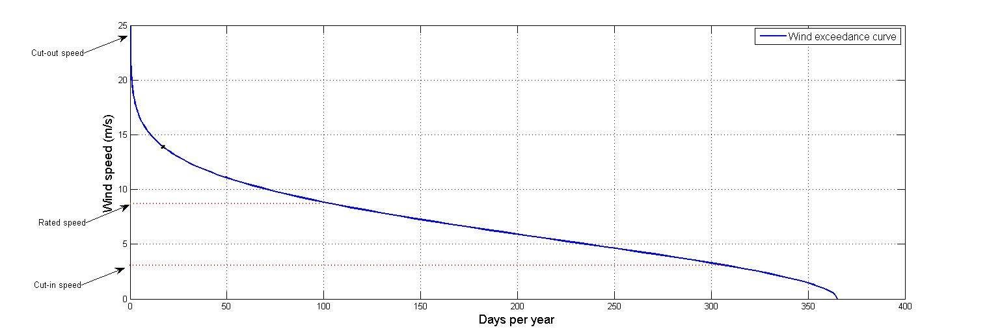 25
Wind exceedance curve
Cut-out speed
20
15
Wind speed (m/s)
10
Rated speed
5
Cut-in speed
0
0 50 100 150 200 250 300 350 400
Days per year